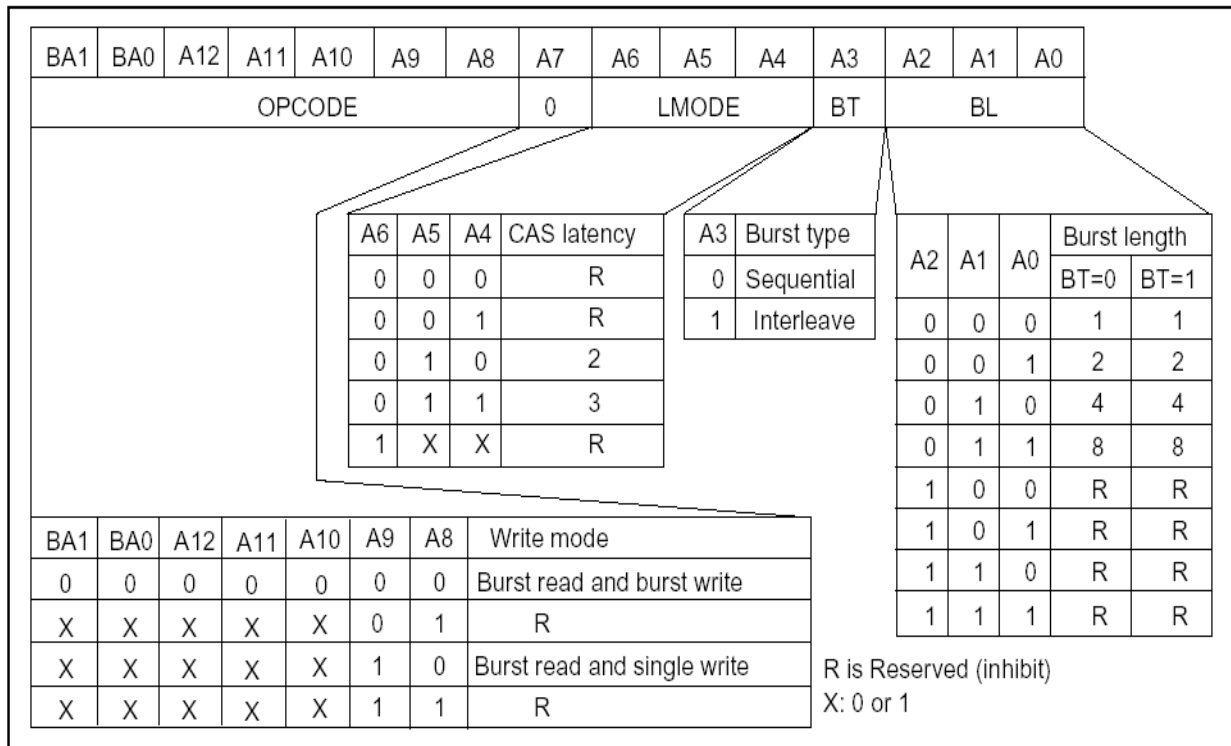 BA1 BA0 A12 A11 A10 A9 A8 A7 A6 A5 A4 A3 A2 A1 A0
OPCODE 0 LMODE BT BL
A6 A5 A4 CAS latency
0 0 0 R
0 0 1 R
0 1 0 2
0 1 1 3
1 X X R
A3 Burst type
0 Sequential
1 Interleave
A2 A1 A0 Burst length
BT=0 BT=1
0 0 0 1 1
0 0 1 2 2
0 1 0 4 4
0 1 1 8 8
1 0 0 R R
1 0 1 R R
1 1 0 R R
1 1 1 R R
BA1 BA0 A12 A11 A10 A9 A8 Write mode
0 0 0 0 0 0 0 Burst read and burst write
X X X X X 0 1 R
X X X X X 1 0 Burst read and single write
X X X X X 1 1 R
R is Reserved (inhibit)
X: 0 or 1